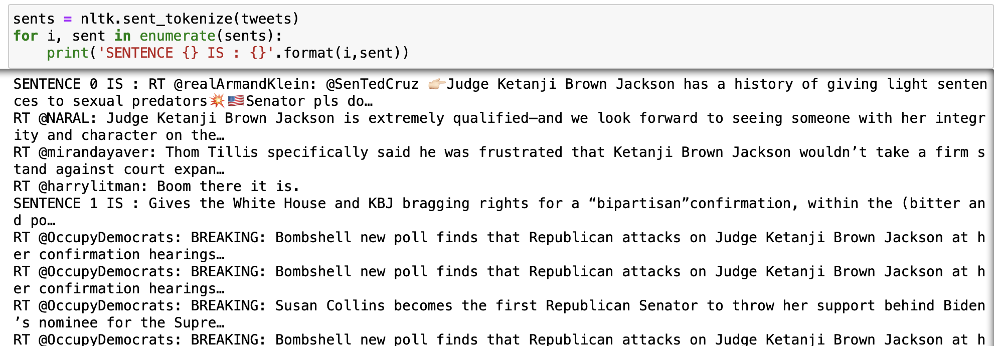 sents = nltk.sent_tokenize(tweets)
for i, sent in enumerate(sents):
    print('SENTENCE {} IS : {}'.format(i,sent))
SENTENCE 0 IS : RT @realArmandKlein: @SenTedCruz 👉🏻Judge Ketanji Brown Jackson has a history of giving light senten
ces to sexual predators💥🇺🇸Senator pls do…
RT @NARAL: Judge Ketanji Brown Jackson is extremely qualified—and we look forward to seeing someone with her integr
ity and character on the…
RT @mirandayaver: Thom Tillis specifically said he was frustrated that Ketanji Brown Jackson wouldn’t take a firm s
tand against court expan…
RT @harrylitman: Boom there it is.
SENTENCE 1 IS : Gives the White House and KBJ bragging rights for a “bipartisan”confirmation, within the (bitter an
d po…
RT @OccupyDemocrats: BREAKING: Bombshell new poll finds that Republican attacks on Judge Ketanji Brown Jackson at h
er confirmation hearings…
RT @OccupyDemocrats: BREAKING: Bombshell new poll finds that Republican attacks on Judge Ketanji Brown Jackson at h
er confirmation hearings…
RT @OccupyDemocrats: BREAKING: Susan Collins becomes the first Republican Senator to throw her support behind Biden
’s nominee for the Supre…
RT @OccupyDemocrats: BREAKING: Bombshell new poll finds that Republican attacks on Judge Ketanji Brown Jackson at h